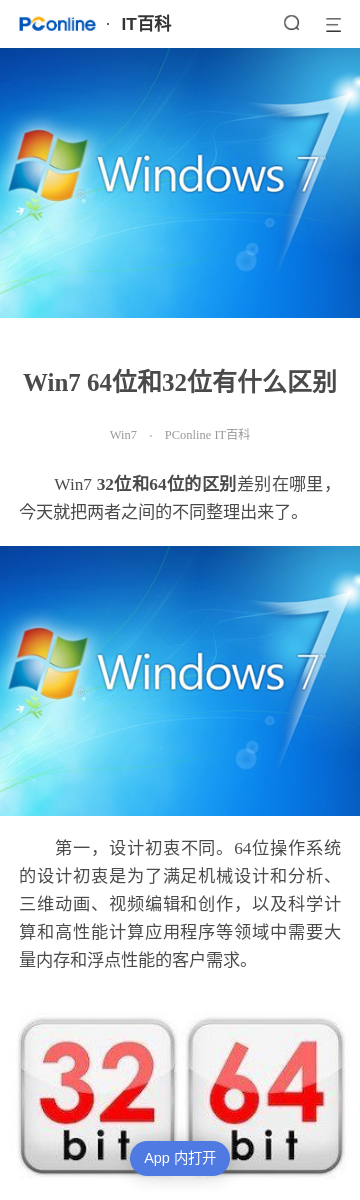 PConline · IT百科
Windows 7
Win7 64位和32位有什么区别
Win7 · PConline IT百科
Win7 32位和64位的区别差别在哪里，
今天就把两者之间的不同整理出来了。
Windows 7
第一，设计初衷不同。64位操作系统
的设计初衷是为了满足机械设计和分析、
三维动画、视频编辑和创作，以及科学计
算和高性能计算应用程序等领域中需要大
量内存和浮点性能的客户需求。
32 64
bit bit
App 内打开